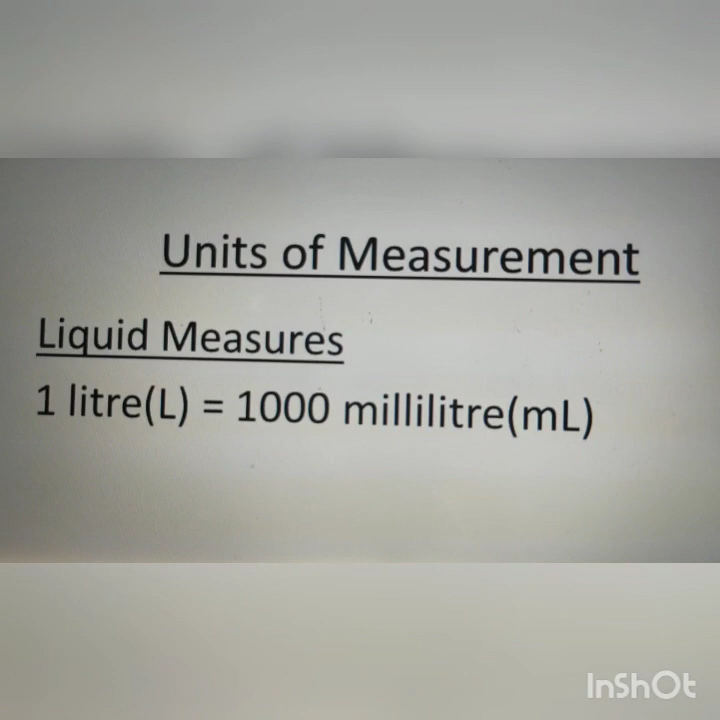 Units of Measurement
Liquid Measures
1 litre(L) = 1000 millilitre(mL)
InShOt